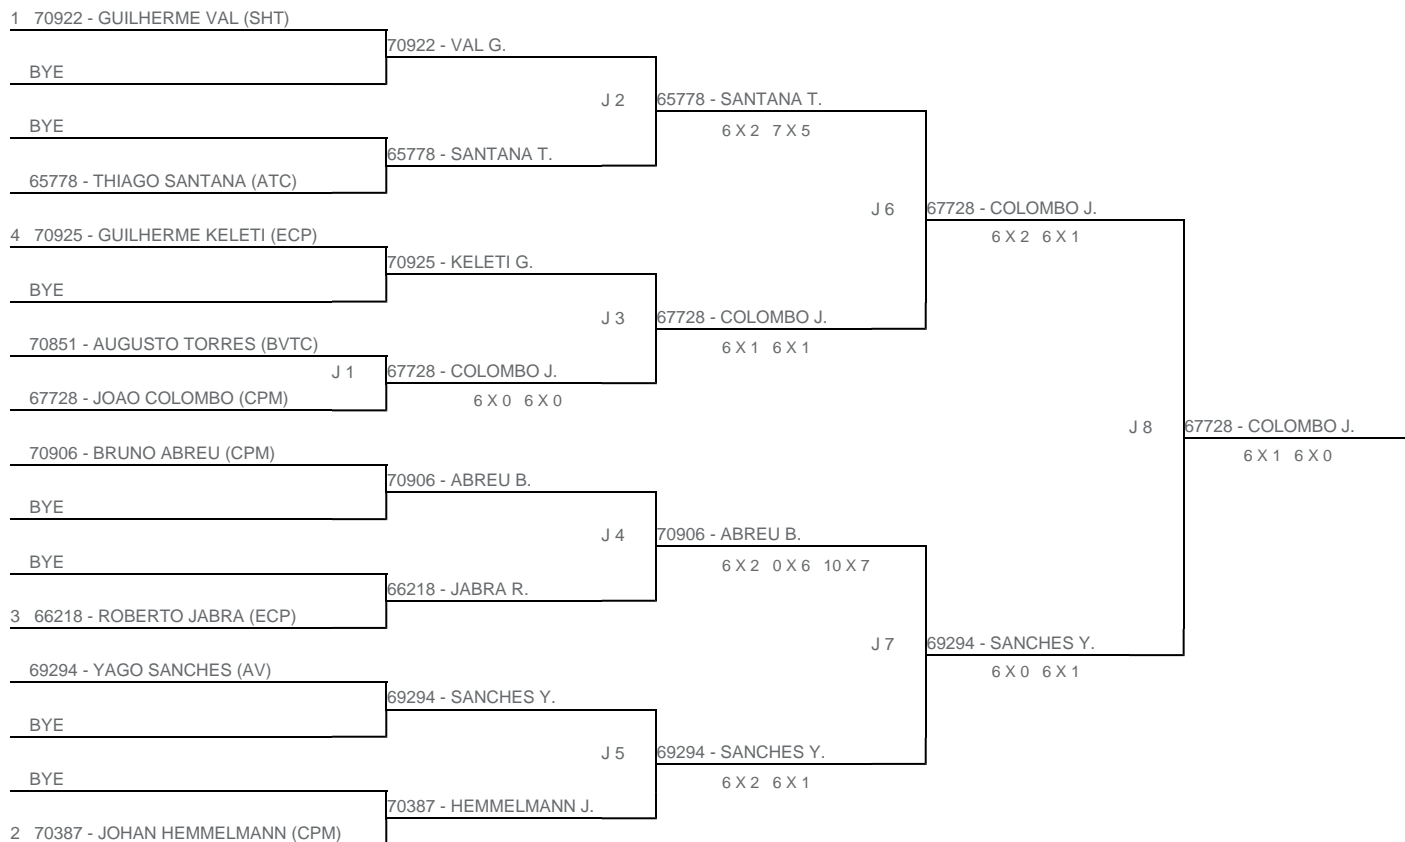 1 70922 - GUILHERME VAL (SHT)
70922 - VAL G.
BYE
J 2
65778 - SANTANA T.
BYE
6 X 2 7 X 5
65778 - SANTANA T.
65778 - THIAGO SANTANA (ATC)
J 6
67728 - COLOMBO J.
4 70925 - GUILHERME KELETI (ECP)
6 X 2 6 X 1
70925 - KELETI G.
BYE
J 3
67728 - COLOMBO J.
70851 - AUGUSTO TORRES (BVTC)
6 X 1 6 X 1
J 1
67728 - COLOMBO J.
67728 - JOAO COLOMBO (CPM)
6 X 0 6 X 0
J 8
67728 - COLOMBO J.
70906 - BRUNO ABREU (CPM)
6 X 1 6 X 0
70906 - ABREU B.
BYE
J 4
70906 - ABREU B.
BYE
6 X 2 0 X 6 10 X 7
66218 - JABRA R.
3 66218 - ROBERTO JABRA (ECP)
J 7
69294 - SANCHES Y.
69294 - YAGO SANCHES (AV)
6 X 0 6 X 1
69294 - SANCHES Y.
BYE
J 5
69294 - SANCHES Y.
BYE
6 X 2 6 X 1
70387 - HEMMELMANN J.
2 70387 - JOHAN HEMMELMANN (CPM)